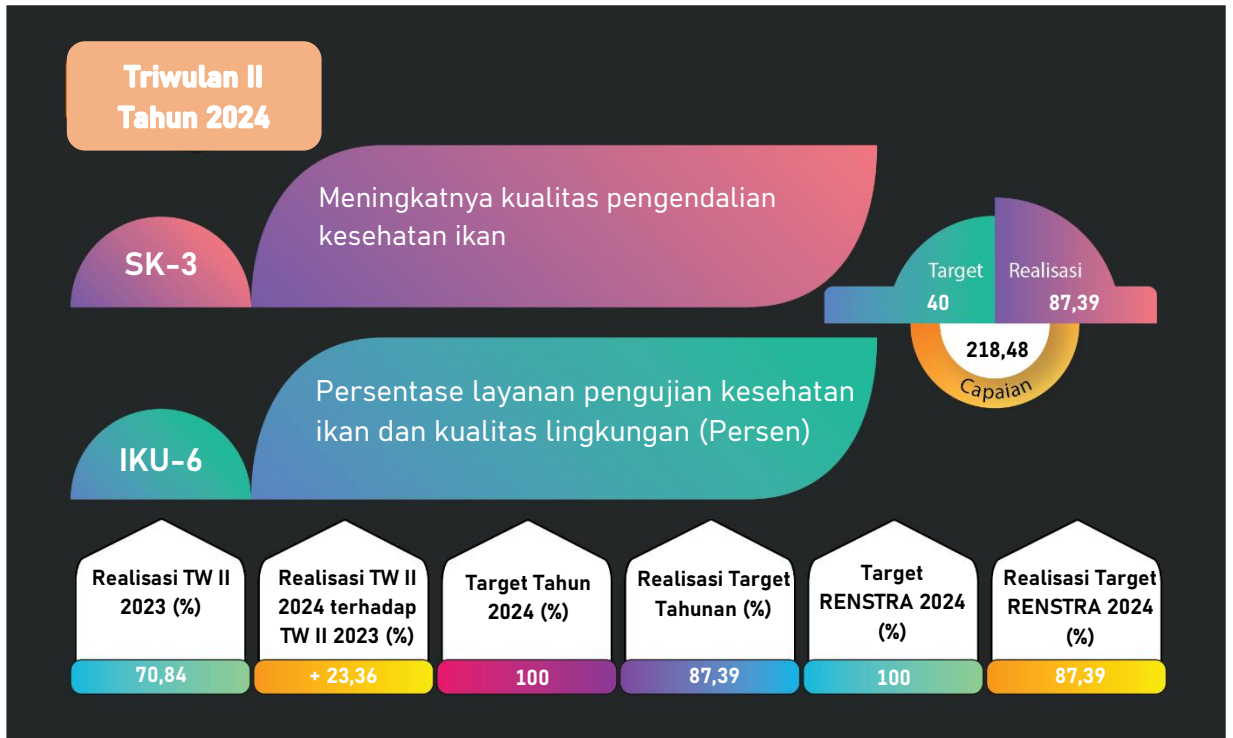 Triwulan II
Tahun 2024
Meningkatnya kualitas pengendalian
kesehatan ikan
SK-3
Target
Realisasi
40
87,39
218,48
Capaian
Persentase layanan pengujian kesehatan
ikan dan kualitas lingkungan (Persen)
IKU-6
Realisasi TW II
2023 (%)
70,84
Realisasi TW II
2024 terhadap
TW II 2023 (%)
+ 23,36
Target Tahun
2024 (%)
100
Realisasi Target
Tahunan (%)
87,39
Target
RENSTRA 2024
(%)
100
Realisasi Target
RENSTRA 2024
(%)
87,39